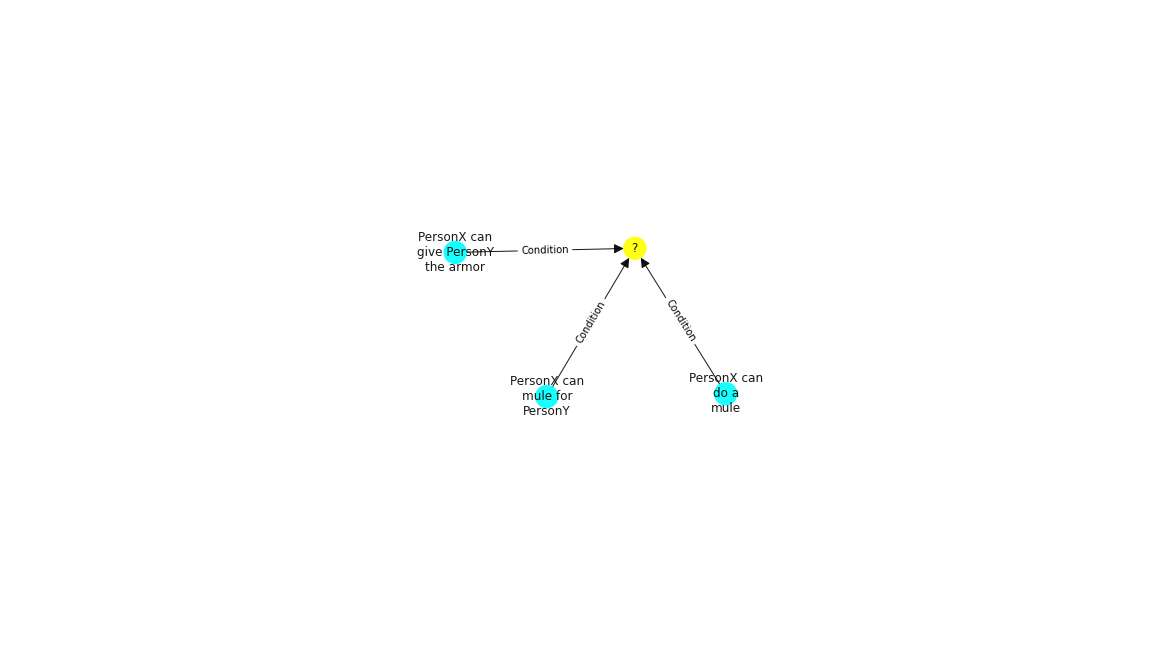 PersonX can
give PersonY
the armor
Condition
?
Condition
Condition
PersonX can
mule for
PersonY
PersonX can
do a
mule